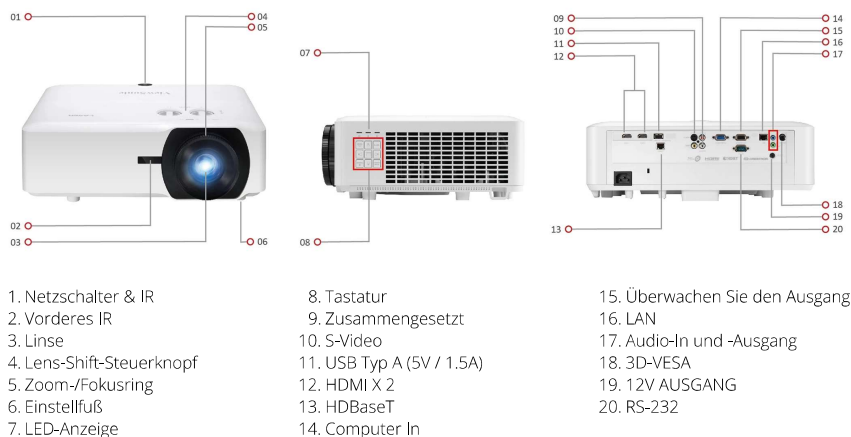 01
04
05
02
03
06
07
08
09
10
11
12
14
15
16
17
13
18
19
20
ViewSonic
HDMI
1. Netzschalter & IR
2. Vorderes IR
3. Linse
4. Lens-Shift-Steuerknopf
5. Zoom-/Fokusring
6. Einstellfuß
7. LED-Anzeige
8. Tastatur
9. Zusammengesetzt
10. S-Video
11. USB Typ A (5V / 1.5A)
12. HDMI X 2
13. HDBaseT
14. Computer In
15. Überwachen Sie den Ausgang
16. LAN
17. Audio-In und -Ausgang
18. 3D-VESA
19. 12V AUSGANG
20. RS-232